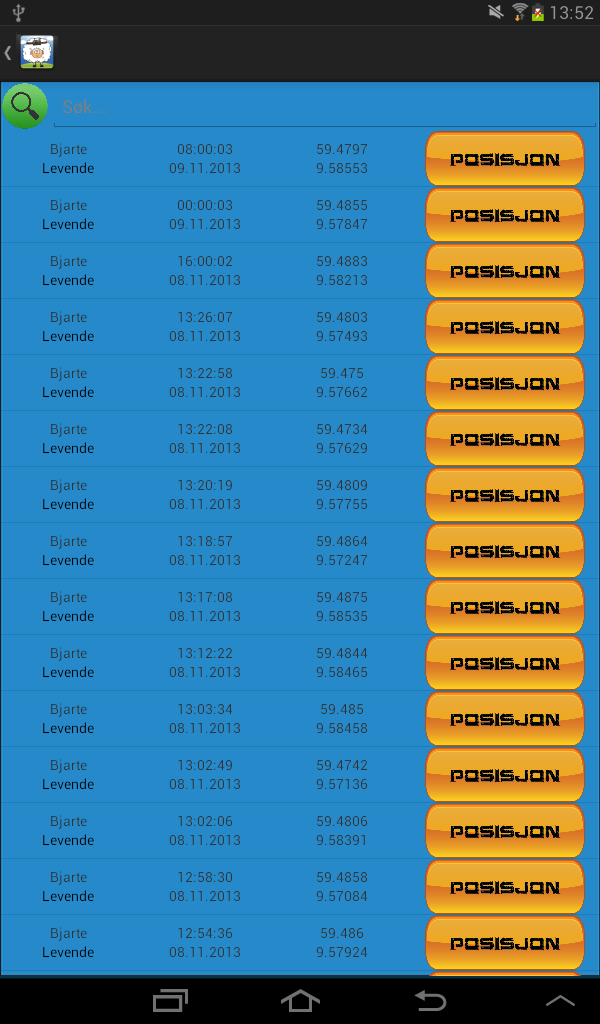 13:52
Søk...
Bjarte 08:00:03 59.4797 POSISJON
Levende 09.11.2013 9.58553
Bjarte 00:00:03 59.4855 POSISJON
Levende 09.11.2013 9.57847
Bjarte 16:00:02 59.4883 POSISJON
Levende 08.11.2013 9.58213
Bjarte 13:26:07 59.4803 POSISJON
Levende 08.11.2013 9.57493
Bjarte 13:22:58 59.475 POSISJON
Levende 08.11.2013 9.57662
Bjarte 13:22:08 59.4734 POSISJON
Levende 08.11.2013 9.57629
Bjarte 13:20:19 59.4809 POSISJON
Levende 08.11.2013 9.57755
Bjarte 13:18:57 59.4864 POSISJON
Levende 08.11.2013 9.57247
Bjarte 13:17:08 59.4875 POSISJON
Levende 08.11.2013 9.58535
Bjarte 13:12:22 59.4844 POSISJON
Levende 08.11.2013 9.58465
Bjarte 13:03:34 59.485 POSISJON
Levende 08.11.2013 9.58458
Bjarte 13:02:49 59.4742 POSISJON
Levende 08.11.2013 9.57136
Bjarte 13:02:06 59.4806 POSISJON
Levende 08.11.2013 9.58391
Bjarte 12:58:30 59.4858 POSISJON
Levende 08.11.2013 9.57084
Bjarte 12:54:36 59.486 POSISJON
Levende 08.11.2013 9.57924